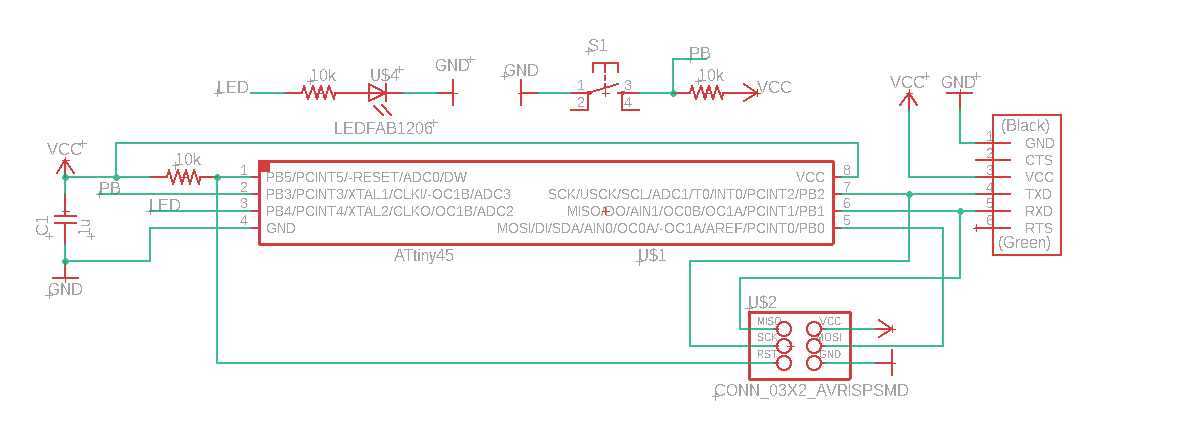 S1
LED
10k
U$4
GND
GND
1
2
3
4
PB
10k
VCC
LEDFAB1206
VCC
GND
VCC
10k
PB
LED
C1
1u
GND
1
2
3
4
PB5/PCINT5/-RESET/ADC0/DW
PB3/PCINT3/XTAL1/CLKI/-OC1B/ADC3
PB4/PCINT4/XTAL2/CLKO/OC1B/ADC2
GND
VCC
SCK/USCK/SCL/ADC1/T0/INT0/PCINT2/PB2
MISO/DO/AIN1/OC0B/OC1A/PCINT1/PB1
MOSI/DI/SDA/AIN0/OC0A/-OC1A/AREF/PCINT0/PB0
8
7
6
5
ATtiny45
U$1
(Black)
1 GND
2 CTS
3 VCC
4 TXD
5 RXD
6 RTS
(Green)
U$2
MISO VCC
SCK MOSI
RST GND
CONN_03X2_AVRISPSMD